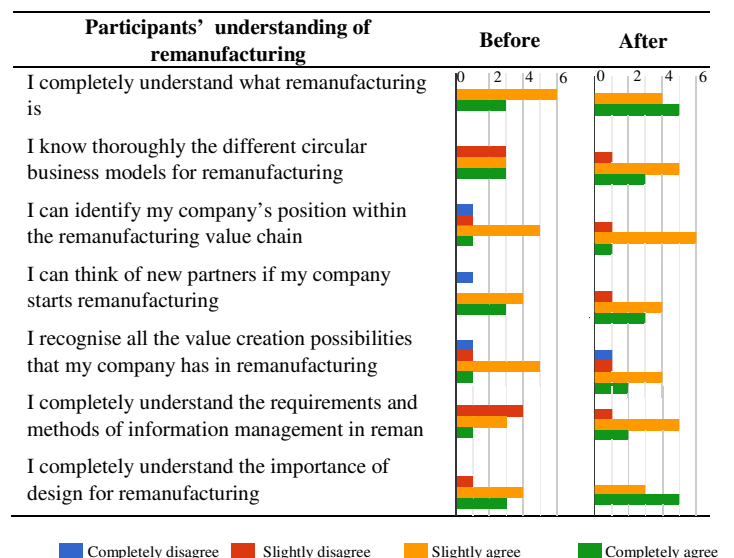 Participants' understanding of remanufacturing
Before
After
I completely understand what remanufacturing
is
0 2 4 6
0 2 4 6
I know thoroughly the different circular
business models for remanufacturing
I can identify my company's position within
the remanufacturing value chain
I can think of new partners if my company
starts remanufacturing
I recognise all the value creation possibilities
that my company has in remanufacturing
I completely understand the requirements and
methods of information management in reman
I completely understand the importance of
design for remanufacturing
Completely disagree Slightly disagree Slightly agree Completely agree